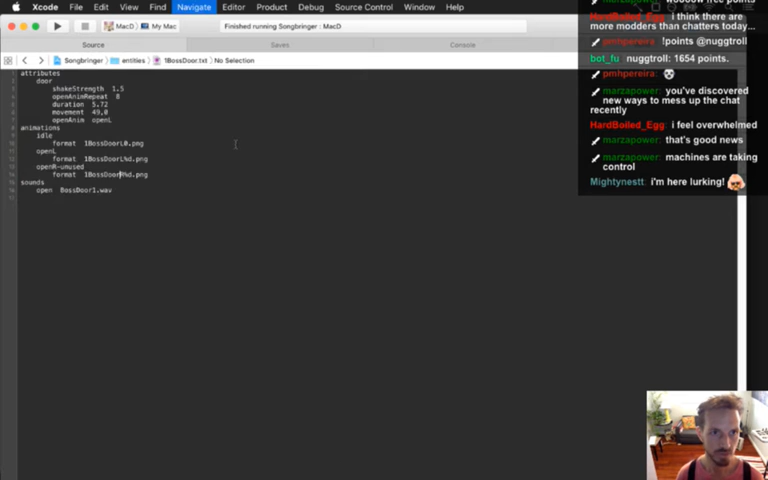 Xcode File Edit View Find Navigate Editor Product Debug Source Control Window Help
MacD My Mac Finished running Songbringer : MacD
Source Saves Console
Songbringer entities 1BossDoor.txt No Selection
attributes
door
shakeStrength 1.5
openAnimRepeat 8
duration 5.72
movement 49,0
openAnim openL
animations
idle
format 1BossDoorL0.png
openL
format 1BossDoorL%d.png
openR-unused
format 1BossDoorR%d.png
sounds
open BossDoor1.wav
HardBoiled_Egg i think there are
more modders than chatters today...
pmhpereira: !points @nuggtroll
bot_fu nuggtroll: 1654 points.
pmhpereira:
marzapower: you've discovered
new ways to mess up the chat
recently
HardBoiled_Egg i feel overwhelmed
marzapower: that's good news
marzapower: machines are taking
control
Mightynestt: i'm here lurking!